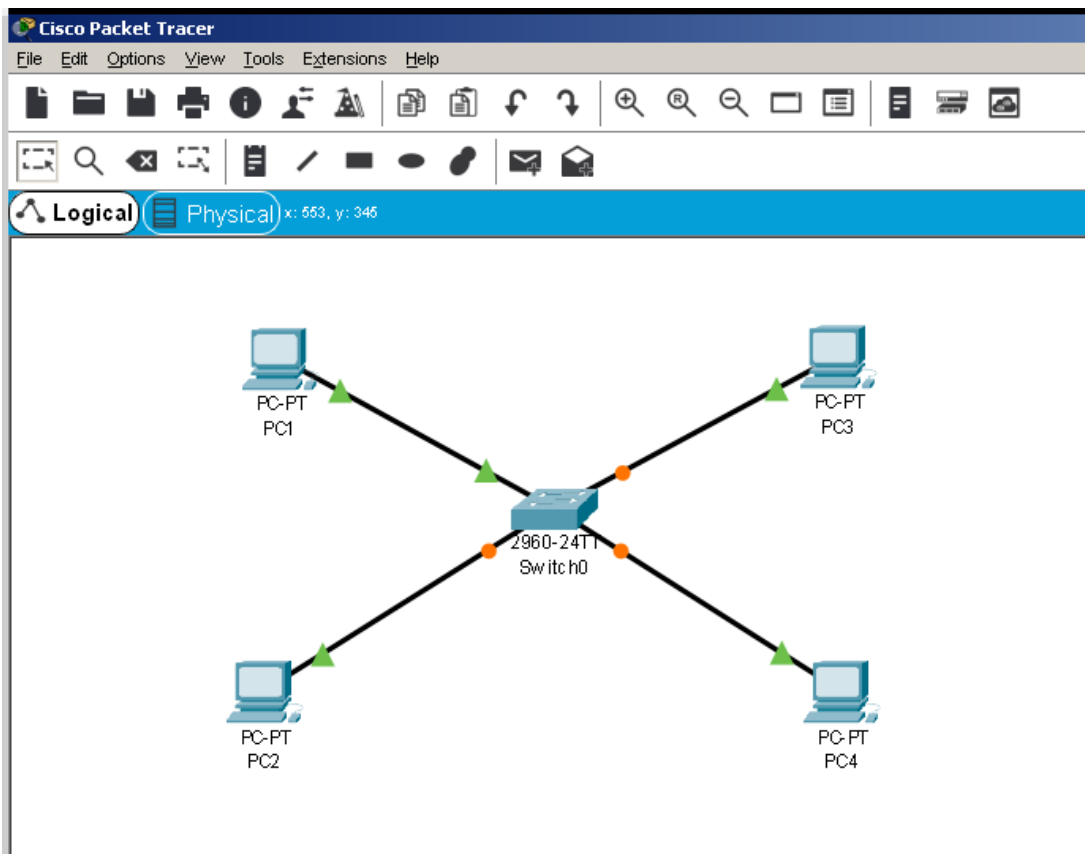 Cisco Packet Tracer
File Edit Options View Tools Extensions Help
Logical Physical x: 553, y: 345
PC-PT
PC1
PC-PT
PC3
2960-24TT
Switch0
PC-PT
PC2
PC-PT
PC4